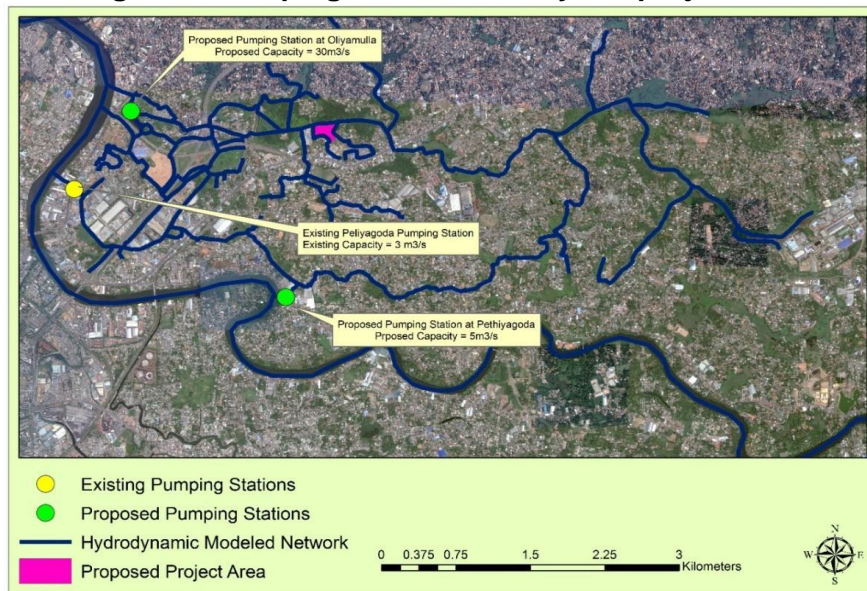 Proposed Pumping Station at Oliyamulla
Proposed Capacity = 30m3/s
Existing Peliyagoda Pumping Station
Existing Capacity = 3 m3/s
Proposed Pumping Station at Pethiyagoda
Prposed Capacity = 5m3/s
Existing Pumping Stations
Proposed Pumping Stations
Hydrodynamic Modeled Network
Proposed Project Area
0 0.375 0.75 1.5 2.25 3
Kilometers
N
W E
S